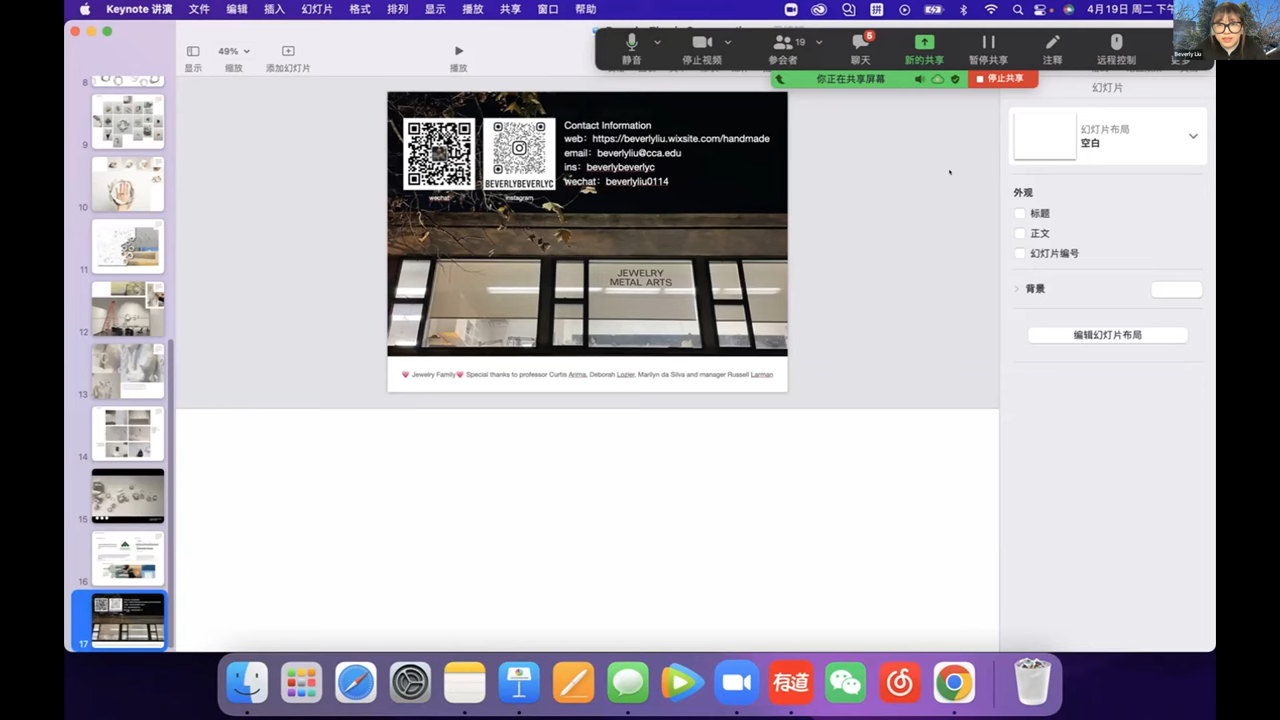 Keynote 讲演 文件 编辑 插入 幻灯片 格式 排列 显示 播放 共享 窗口 帮助
拼
4月19日 周二 下午
Beverly Liu
49%
显示 缩放 添加幻灯片 播放
19
5
静音 停止视频 参会者 聊天 新的共享 暂停共享 注释 远程控制 更多
你正在共享屏幕 停止共享
8
9
10
11
12
13
14
15
16
17
Contact Information
web：https://beverlyliu.wixsite.com/handmade
email：beverlyliu@cca.edu
ins：beverlybeverlyc
wechat：beverlyliu0114
BEVERLYBEVERLYC
wechat
instagram
JEWELRY
METAL ARTS
Jewelry Family Special thanks to professor Curtis Arima, Deborah Lozier, Marilyn da Silva and manager Russell Larman
幻灯片
幻灯片布局
空白
外观
标题
正文
幻灯片编号
背景
编辑幻灯片布局
有道